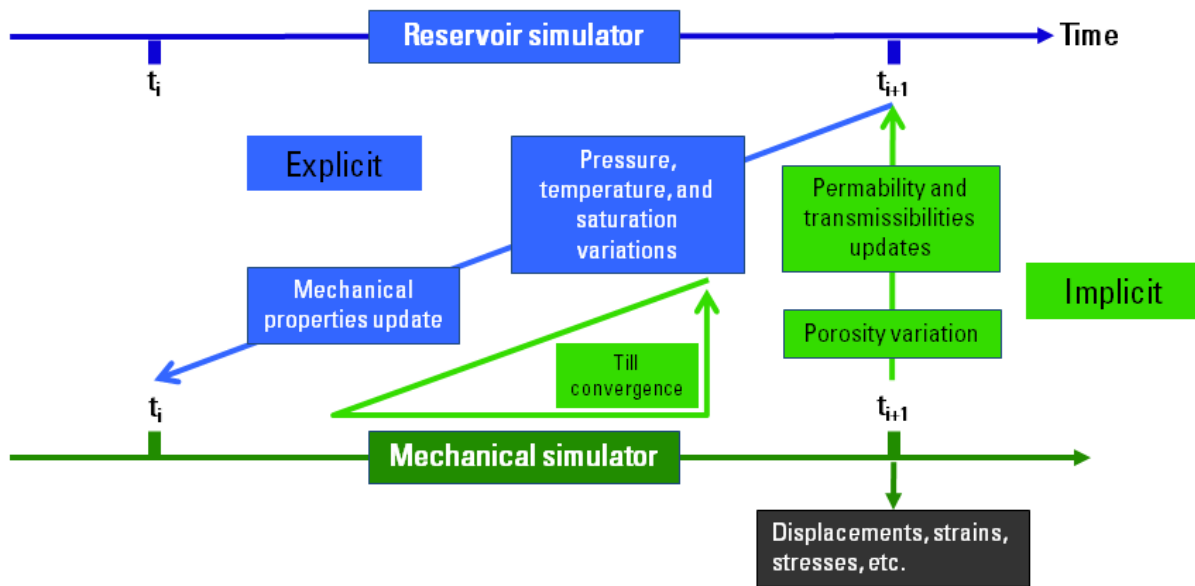 Reservoir simulator
Time
tᵢ
tᵢ₊₁
Explicit
Pressure,
temperature, and
saturation
variations
Permability and
transmissibilities
updates
Mechanical
properties update
Implicit
Porosity variation
Till
convergence
tᵢ
tᵢ₊₁
Mechanical simulator
Displacements, strains,
stresses, etc.